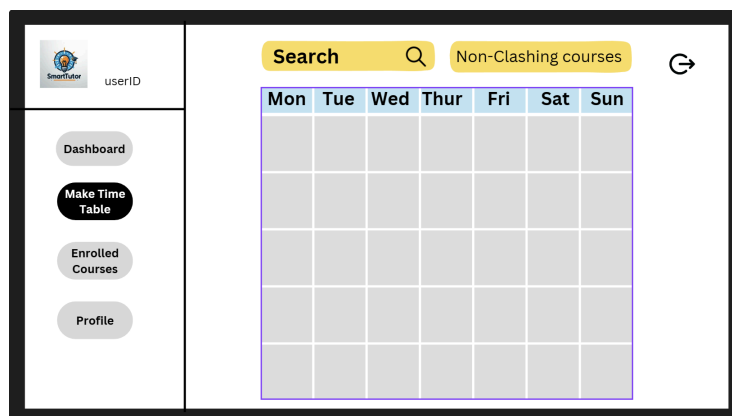 SmartTutor
userID
Dashboard
Make Time
Table
Enrolled
Courses
Profile
Search
Non-Clashing courses
Mon Tue Wed Thur Fri Sat Sun